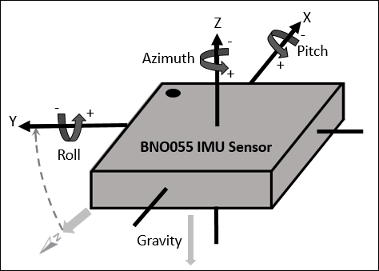 Z
X
Azimuth
-
+
-
+
Pitch
Y
-
+
Roll
BNO055 IMU Sensor
N
Gravity